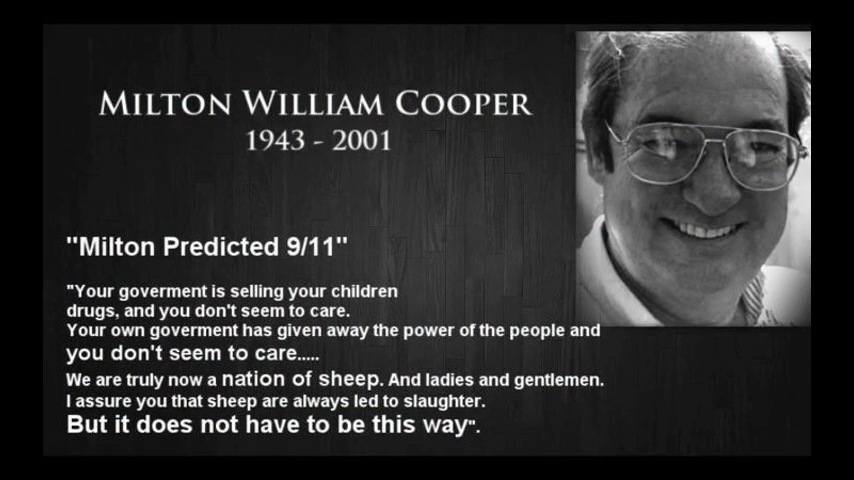 MILTON WILLIAM COOPER
1943 - 2001
"Milton Predicted 9/11"
"Your goverment is selling your children
drugs, and you don't seem to care.
Your own goverment has given away the power of the people and
you don't seem to care.....
We are truly now a nation of sheep. And ladies and gentlemen.
I assure you that sheep are always led to slaughter.
But it does not have to be this way".